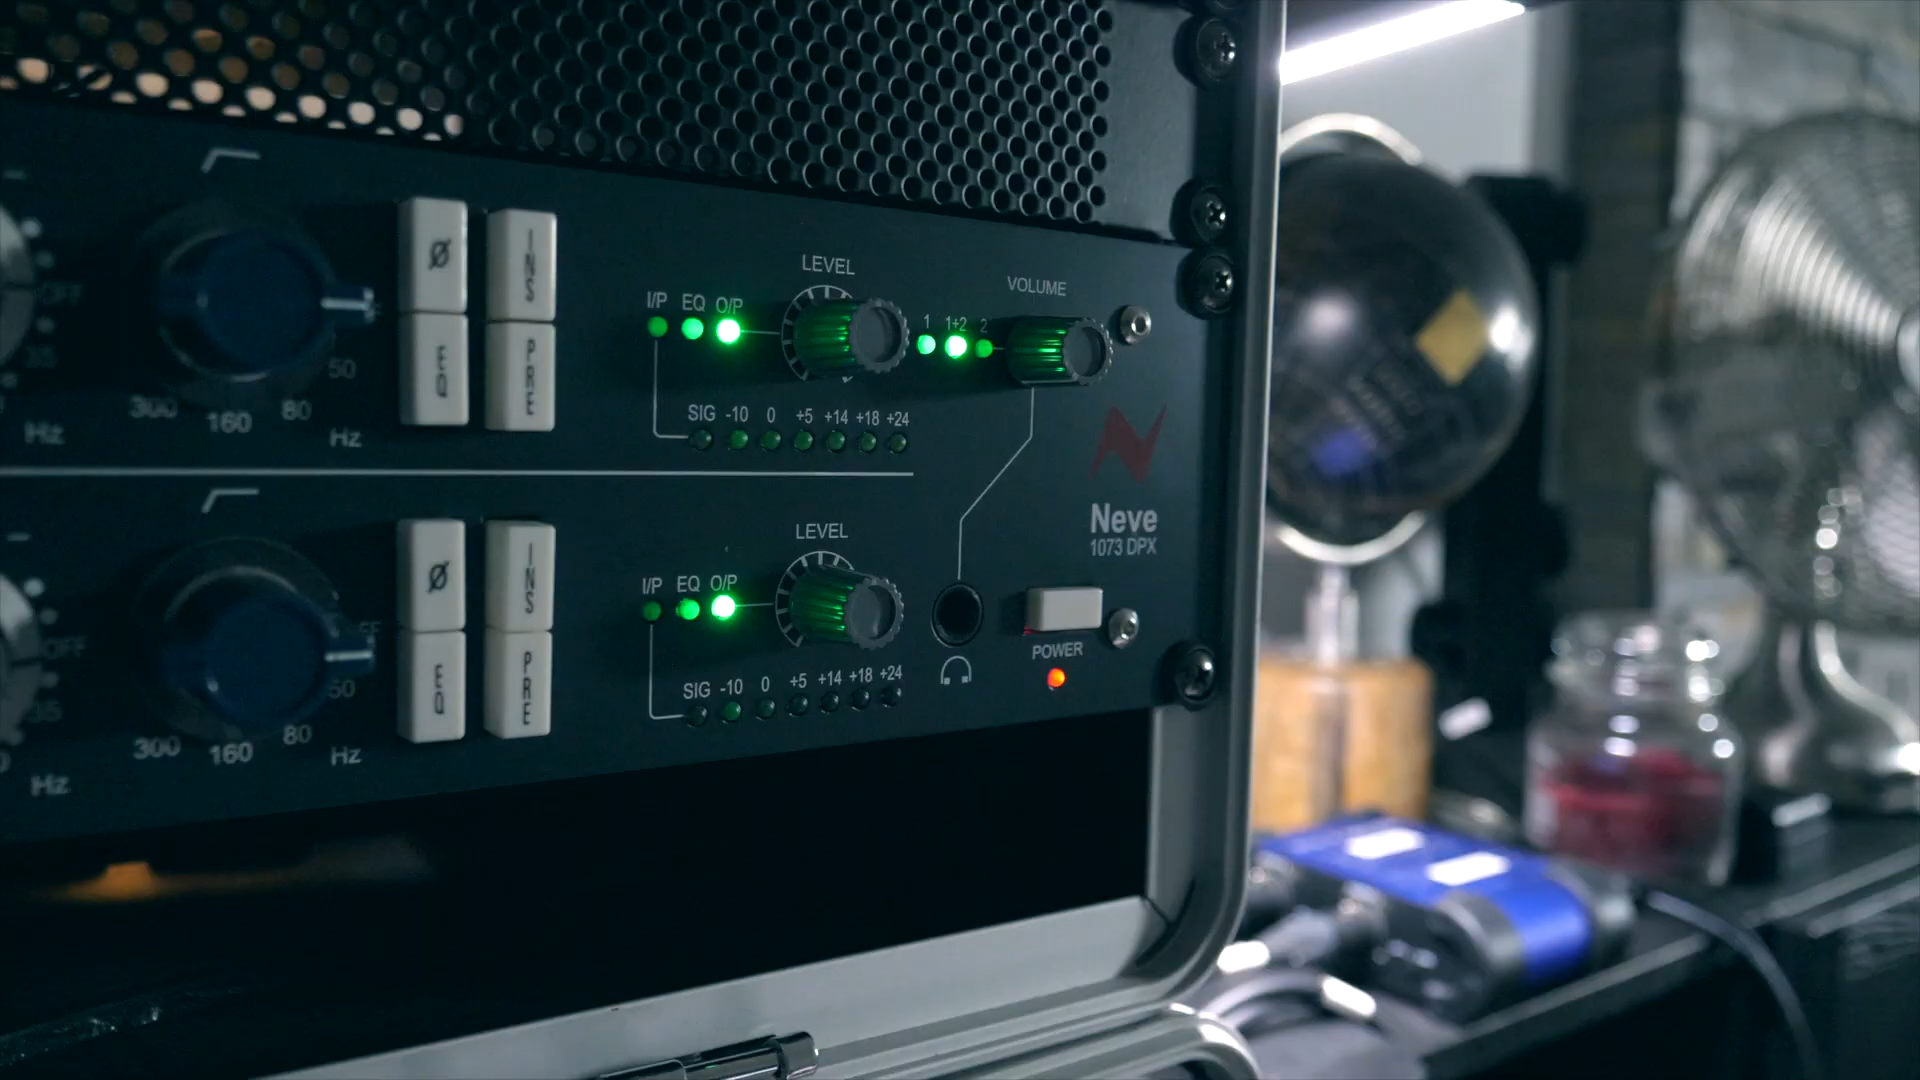 LEVEL
VOLUME
I/P EQ O/P
1 1+2 2
Ø INS
EQ PRE
OFF
50
300 160 80
Hz Hz
SIG -10 0 +5 +14 +18 +24
Neve
1073 DPX
LEVEL
I/P EQ O/P
Ø INS
EQ PRE
OFF
POWER
SIG -10 0 +5 +14 +18 +24
300 160 80
Hz Hz